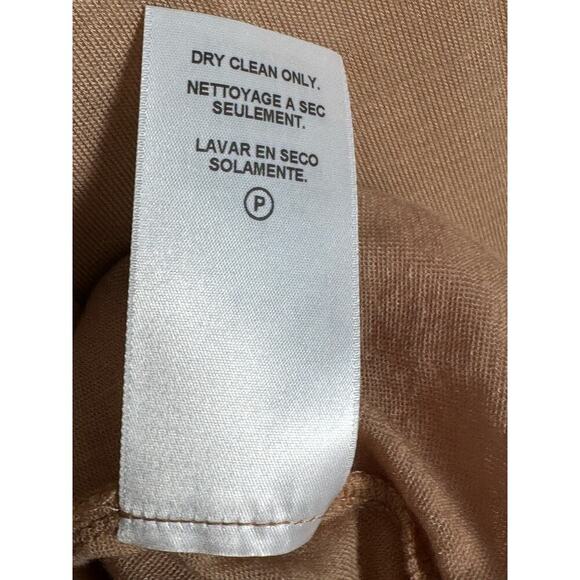 DRY CLEAN ONLY.
NETTOYAGE A SEC
SEULEMENT.
LAVAR EN SECO
SOLAMENTE.
P